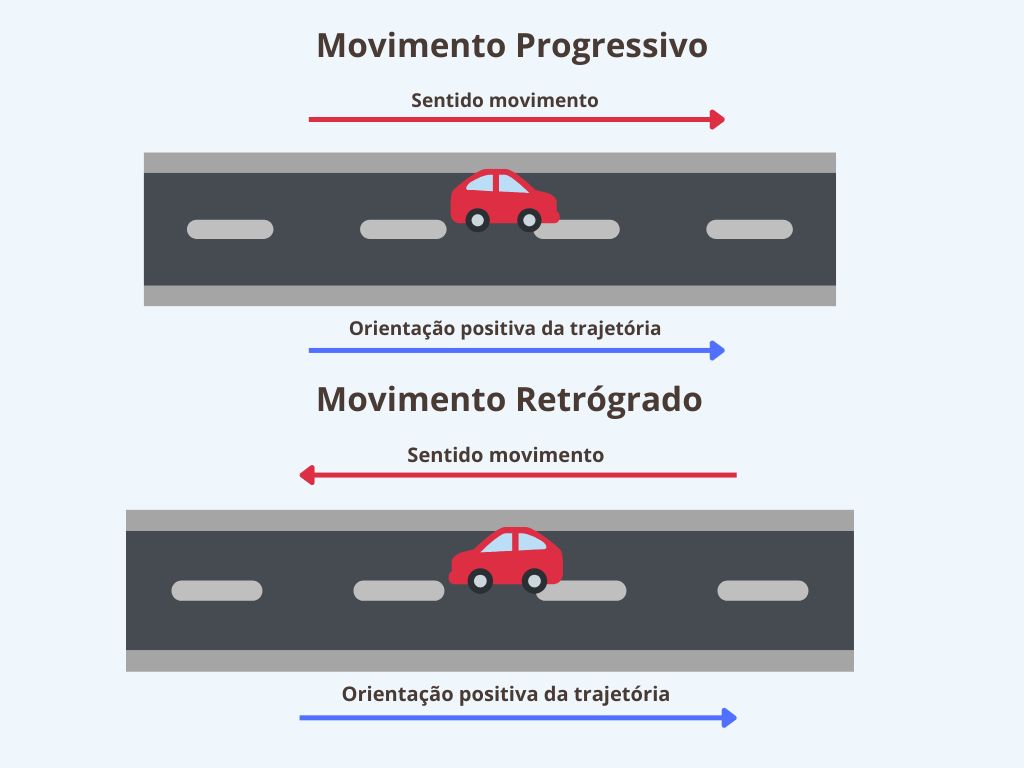 Movimento Progressivo
Sentido movimento
Orientação positiva da trajetória
Movimento Retrógrado
Sentido movimento
Orientação positiva da trajetória